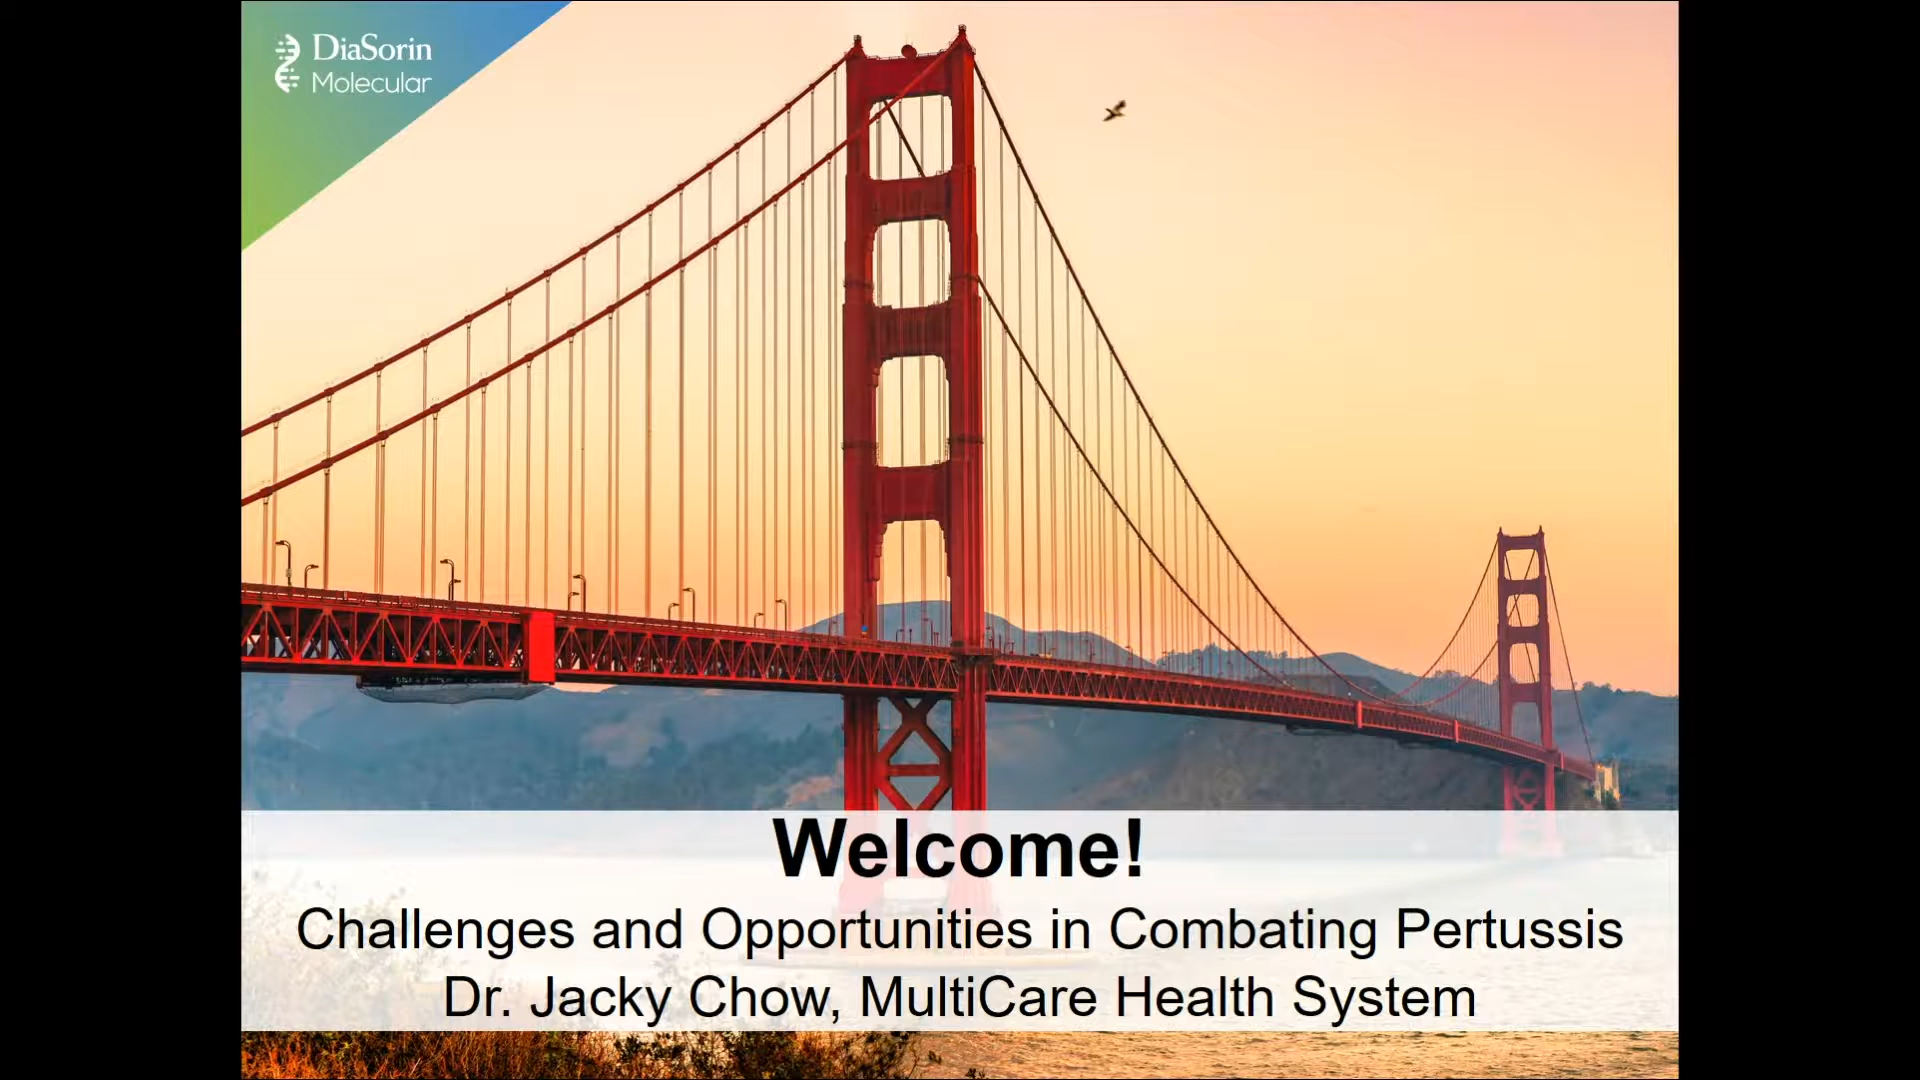 DiaSorin
Molecular
Welcome!
Challenges and Opportunities in Combating Pertussis
Dr. Jacky Chow, MultiCare Health System